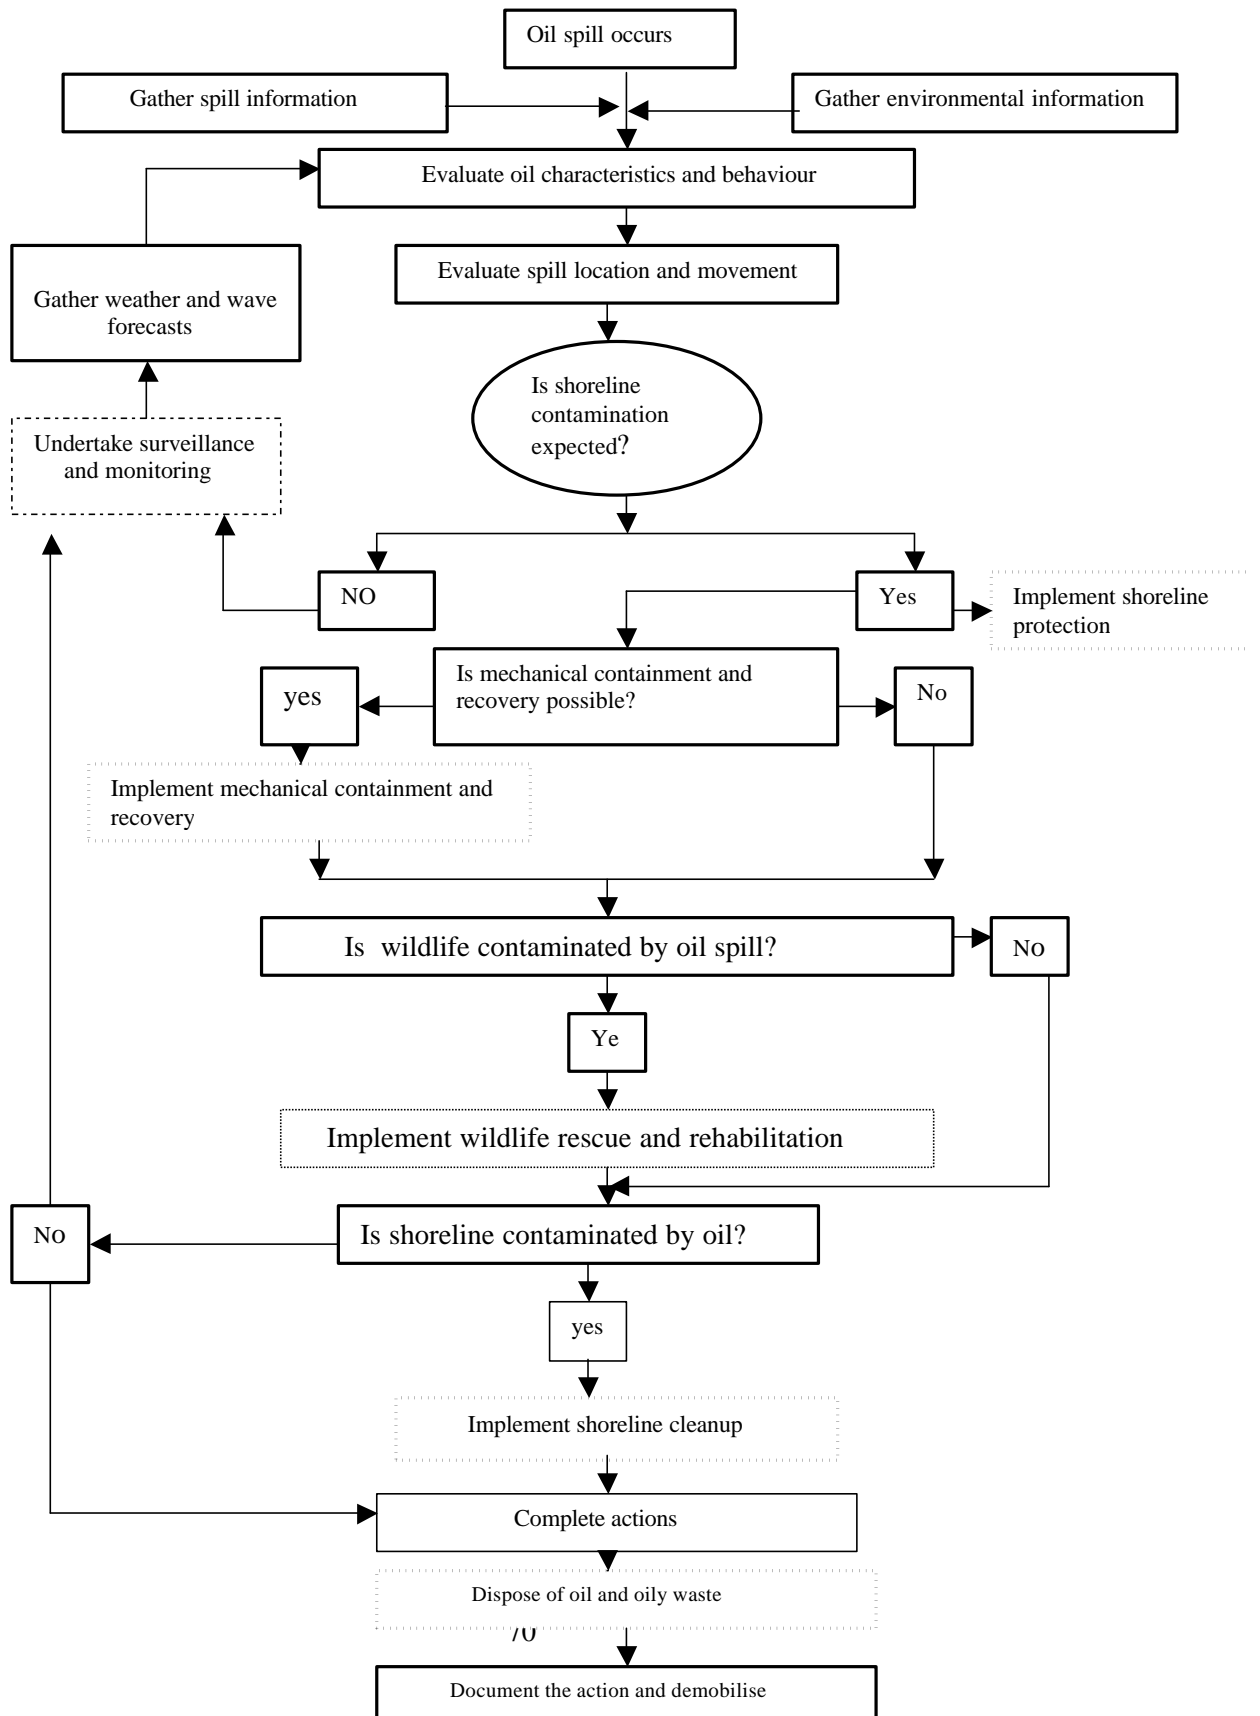 Oil spill occurs
Gather spill information
Gather environmental information
Evaluate oil characteristics and behaviour
Evaluate spill location and movement
Gather weather and wave
forecasts
Is shoreline
contamination
expected?
Undertake surveillance
and monitoring
NO
Yes
Implement shoreline
protection
Is mechanical containment and
recovery possible?
yes
No
Implement mechanical containment and
recovery
Is wildlife contaminated by oil spill?
No
Ye
Implement wildlife rescue and rehabilitation
No
Is shoreline contaminated by oil?
yes
Implement shoreline cleanup
Complete actions
Dispose of oil and oily waste
Document the action and demobilise